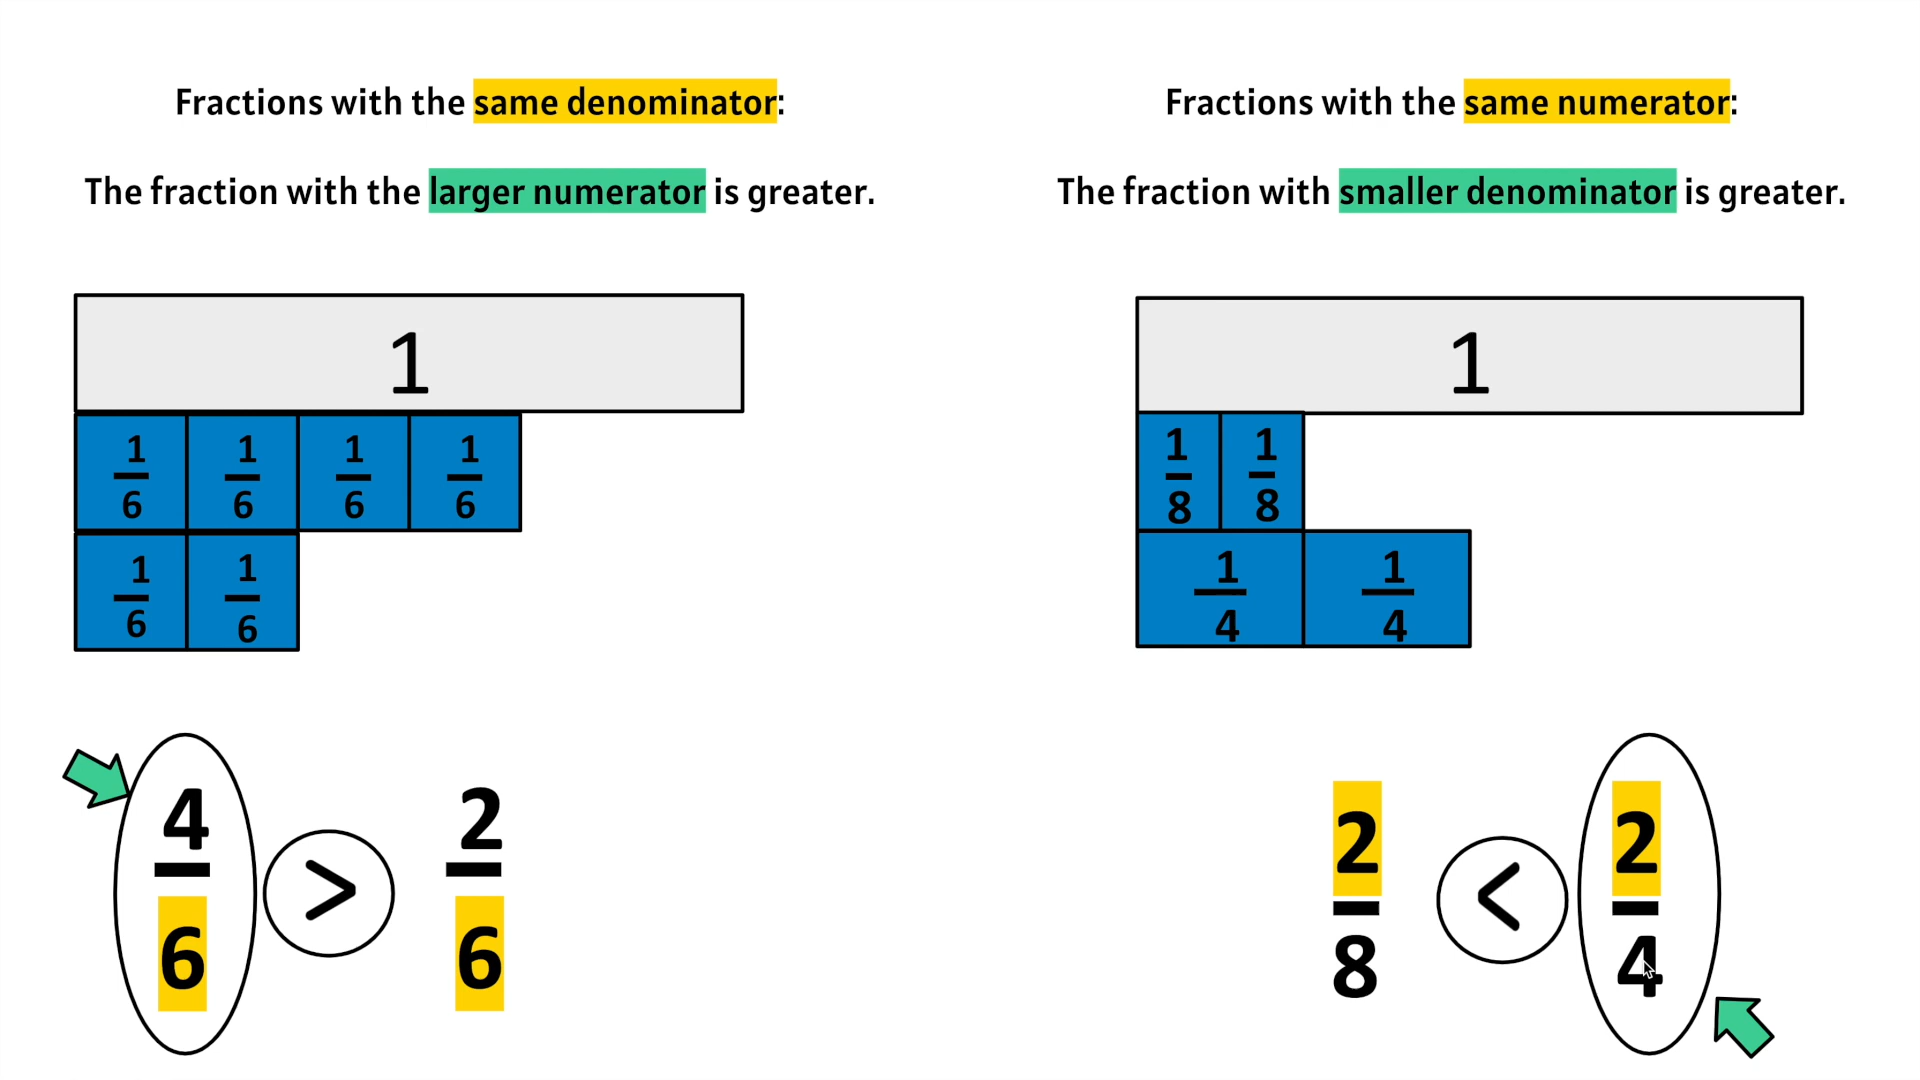 Fractions with the same denominator:
The fraction with the larger numerator is greater.
1
1/6 1/6 1/6 1/6
1/6 1/6
4/6 > 2/6
Fractions with the same numerator:
The fraction with smaller denominator is greater.
1
1/8 1/8
1/4 1/4
2/8 < 2/4